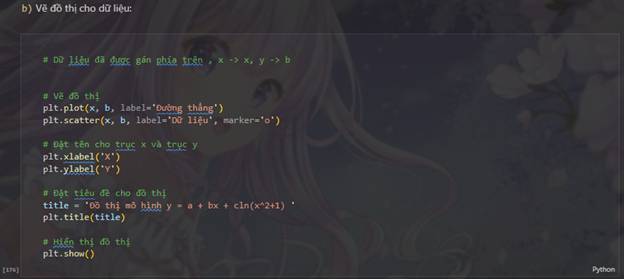 b) Vẽ đồ thị cho dữ liệu:
# Dữ liệu đã được gán phía trên , x -> x, y -> b
# Vẽ đồ thị
plt.plot(x, b, label='Đường thẳng')
plt.scatter(x, b, label='Dữ liệu', marker='o')
# Đặt tên cho trục x và trục y
plt.xlabel('X')
plt.ylabel('Y')
# Đặt tiêu đề cho đồ thị
title = 'Đồ thị mô hình y = a + bx + cln(x^2+1) '
plt.title(title)
# Hiển thị đồ thị
plt.show()
[176] Python